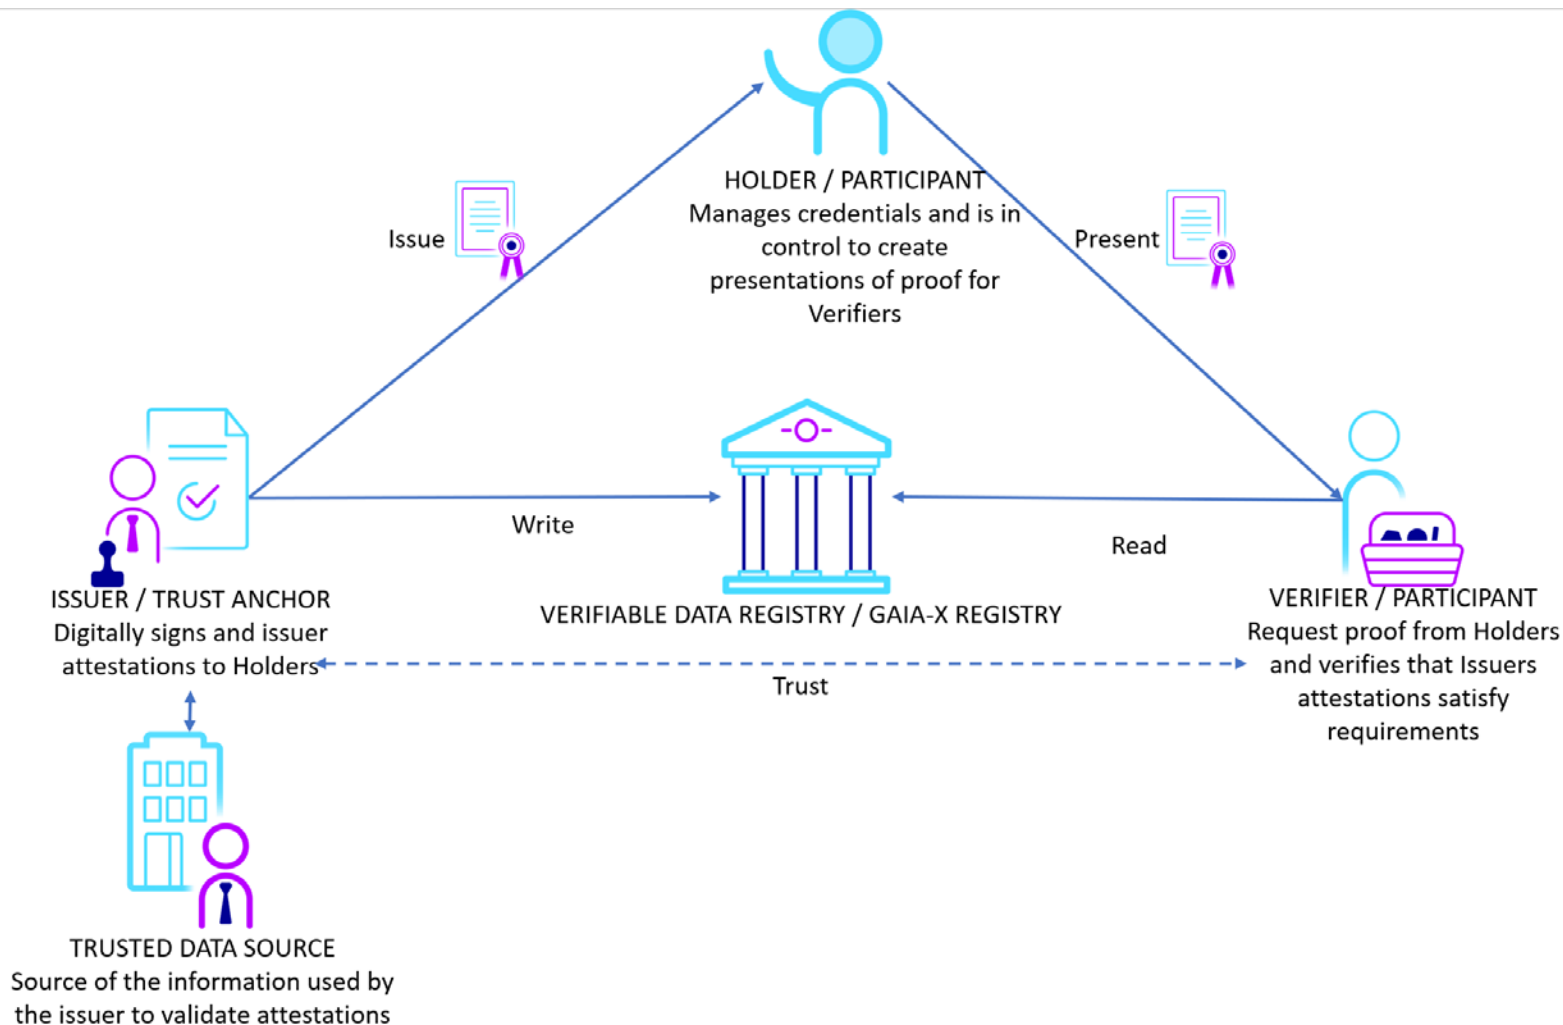 HOLDER / PARTICIPANT
Manages credentials and is in
control to create
presentations of proof for
Verifiers
Issue
Present
Write
Read
ISSUER / TRUST ANCHOR
Digitally signs and issuer
attestations to Holders
VERIFIABLE DATA REGISTRY / GAIA-X REGISTRY
VERIFIER / PARTICIPANT
Request proof from Holders
and verifies that Issuers
attestations satisfy
requirements
Trust
TRUSTED DATA SOURCE
Source of the information used by
the issuer to validate attestations